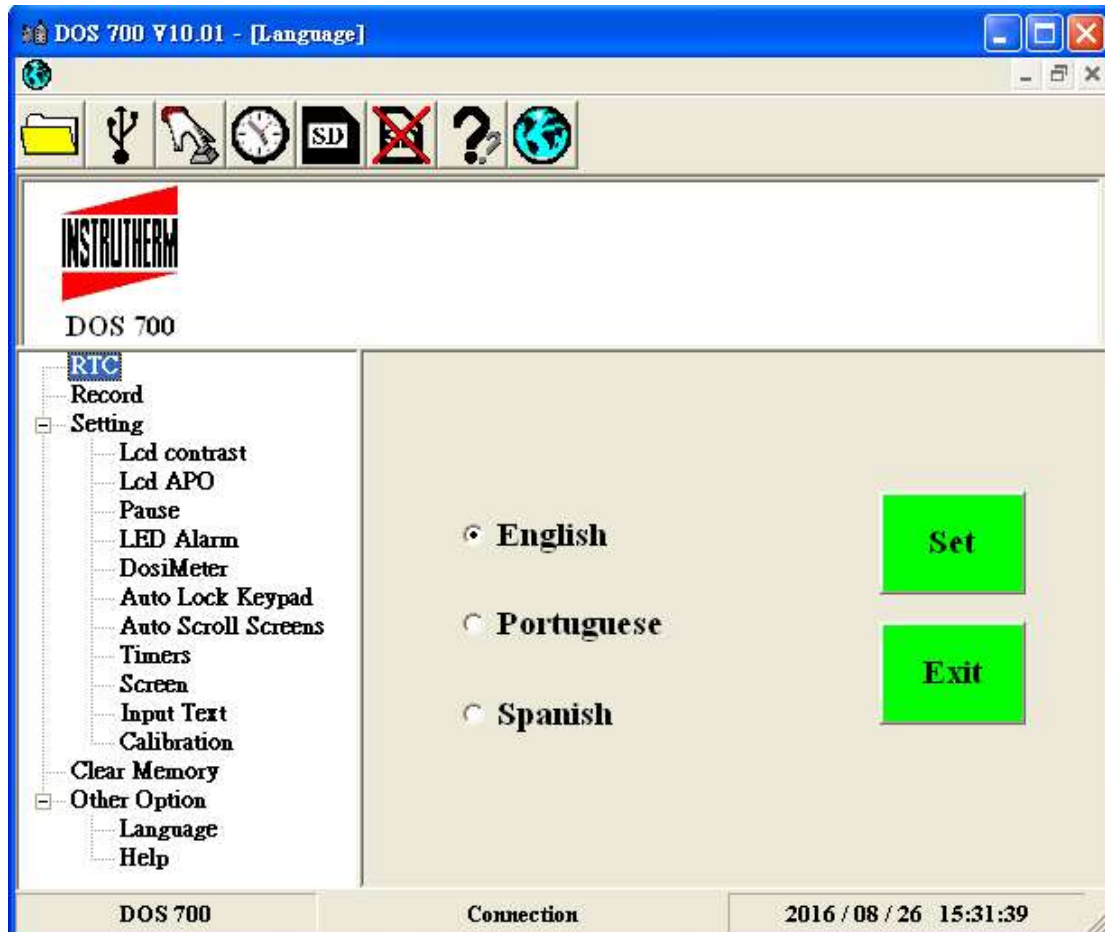 DOS 700 V10.01 - [Language]
SD
INSTRUTHERM
DOS 700
RTC
Record
Setting
Lcd contrast
Lcd APO
Pause
LED Alarm
DosiMeter
Auto Lock Keypad
Auto Scroll Screens
Timers
Screen
Input Text
Calibration
Clear Memory
Other Option
Language
Help
English
Portuguese
Spanish
Set
Exit
DOS 700 Connection 2016 / 08 / 26 15:31:39